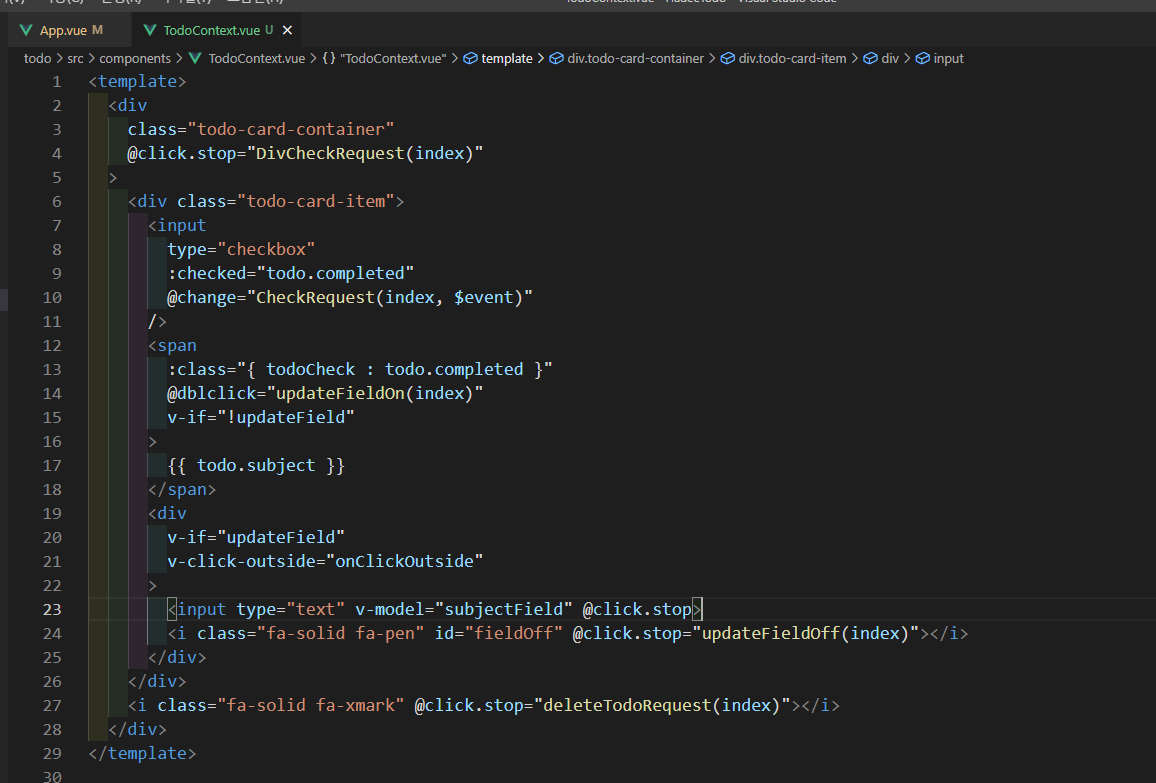 App.vue M
TodoContext.vue U
todo > src > components > TodoContext.vue > {} "TodoContext.vue" > template > div.todo-card-container > div.todo-card-item > div > input
1 <template>
2 <div
3 class="todo-card-container"
4 @click.stop="DivCheckRequest(index)"
5 >
6 <div class="todo-card-item">
7 <input
8 type="checkbox"
9 :checked="todo.completed"
10 @change="CheckRequest(index, $event)"
11 />
12 <span
13 :class="{ todoCheck : todo.completed }"
14 @dblclick="updateFieldOn(index)"
15 v-if="!updateField"
16 >
17 {{ todo.subject }}
18 </span>
19 <div
20 v-if="updateField"
21 v-click-outside="onClickOutside"
22 >
23 <input type="text" v-model="subjectField" @click.stop>
24 <i class="fa-solid fa-pen" id="fieldOff" @click.stop="updateFieldOff(index)"></i>
25 </div>
26 </div>
27 <i class="fa-solid fa-xmark" @click.stop="deleteTodoRequest(index)"></i>
28 </div>
29 </template>
30